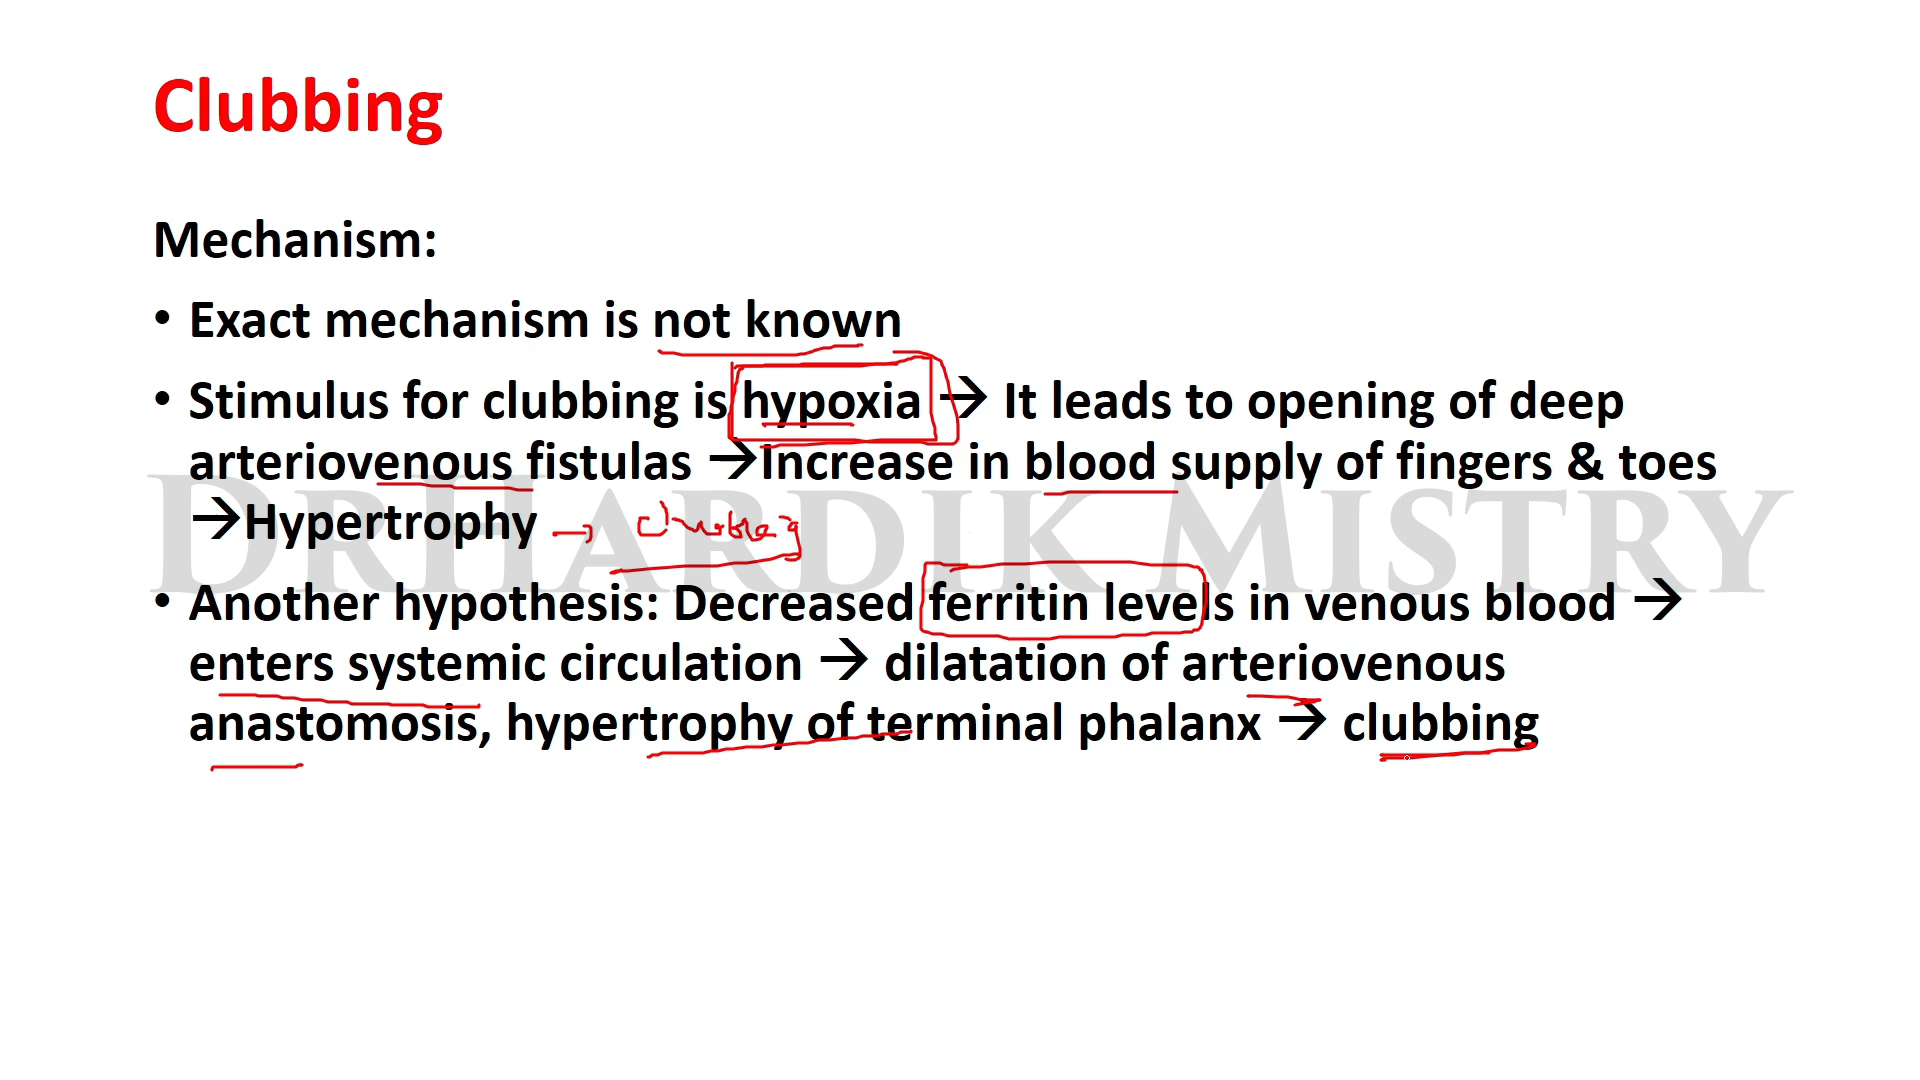 Clubbing
Mechanism:
• Exact mechanism is not known
• Stimulus for clubbing is hypoxia → It leads to opening of deep
arteriovenous fistulas →Increase in blood supply of fingers & toes
→Hypertrophy → clubbing
DrHardik Mistry
• Another hypothesis: Decreased ferritin levels in venous blood →
enters systemic circulation → dilatation of arteriovenous
anastomosis, hypertrophy of terminal phalanx → clubbing